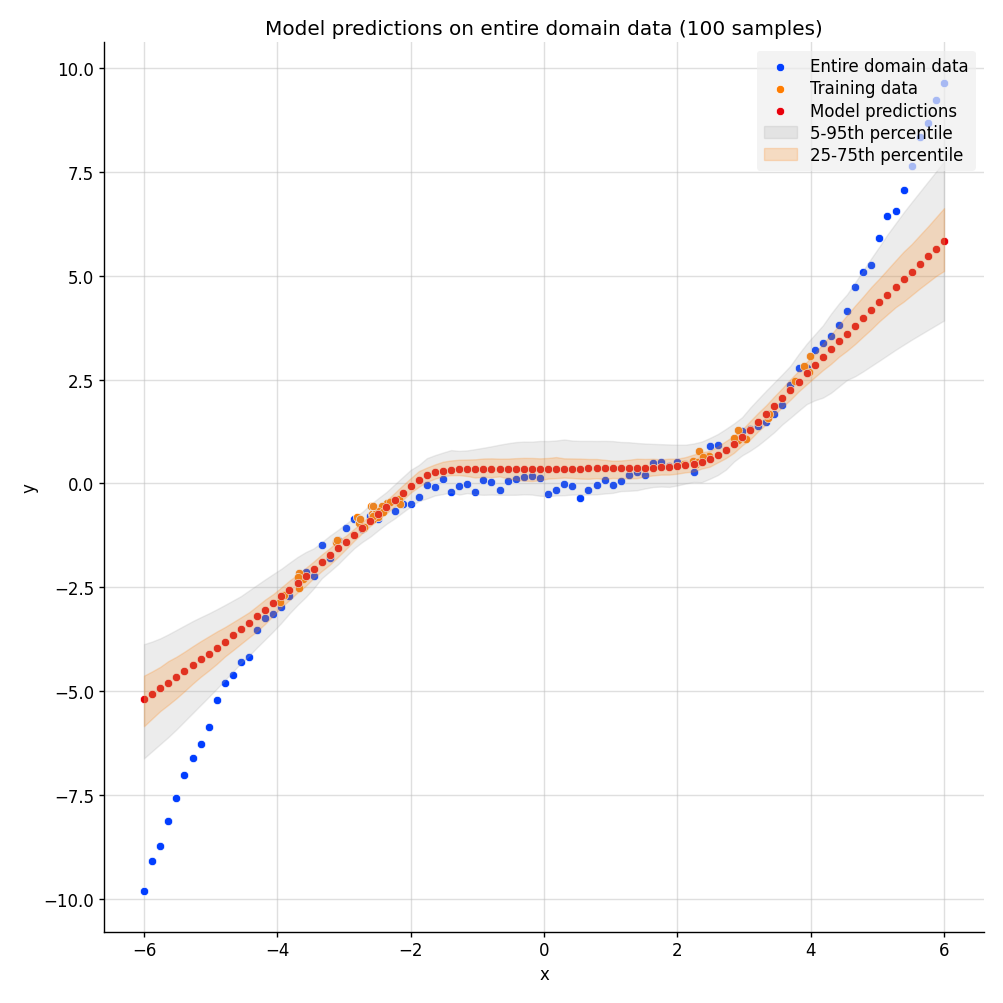 Model predictions on entire domain data (100 samples)
Entire domain data
Training data
Model predictions
5-95th percentile
25-75th percentile
10.0
7.5
5.0
2.5
0.0
−2.5
−5.0
−7.5
−10.0
y
−6
−4
−2
0
2
4
6
x